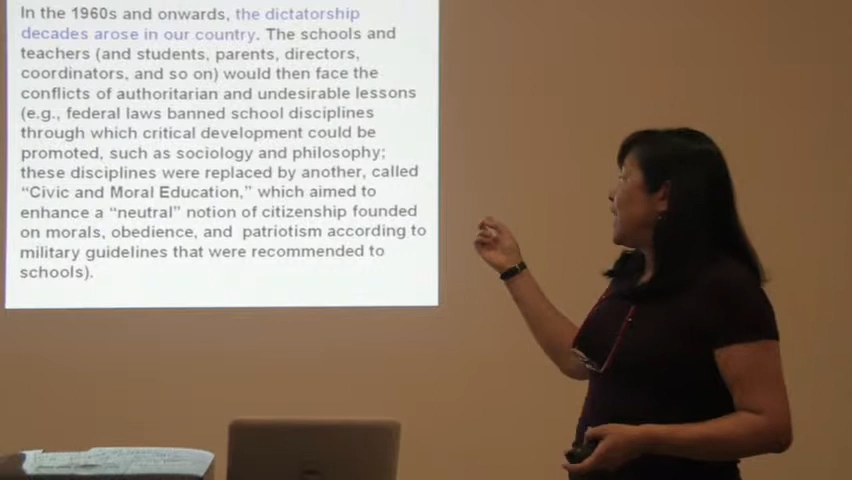 In the 1960s and onwards, the dictatorship
decades arose in our country. The schools and
teachers (and students, parents, directors,
coordinators, and so on) would then face the
conflicts of authoritarian and undesirable lessons
(e.g., federal laws banned school disciplines
through which critical development could be
promoted, such as sociology and philosophy;
these disciplines were replaced by another, called
“Civic and Moral Education,” which aimed to
enhance a “neutral” notion of citizenship founded
on morals, obedience, and patriotism according to
military guidelines that were recommended to
schools).